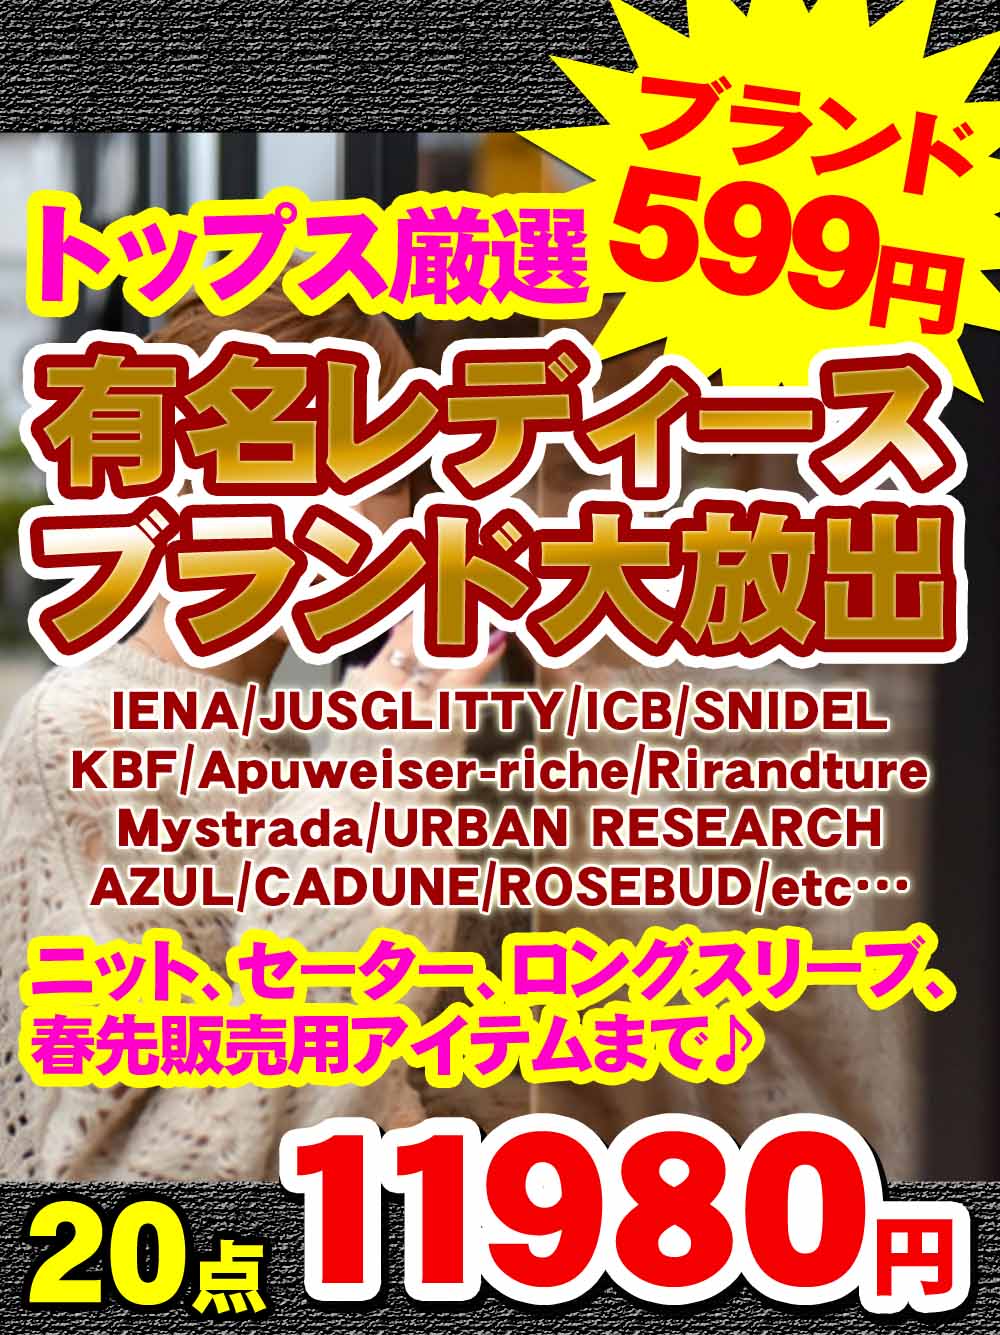 ブランド
599円
トップス厳選
有名レディース
ブランド大放出
IENA/JUSGLITTY/ICB/SNIDEL
KBF/Apuweiser-riche/Rirandture
Mystrada/URBAN RESEARCH
AZUL/CADUNE/ROSEBUD/etc…
ニット、セーター、ロングスリーブ、
春先販売用アイテムまで♪
20点 11980円